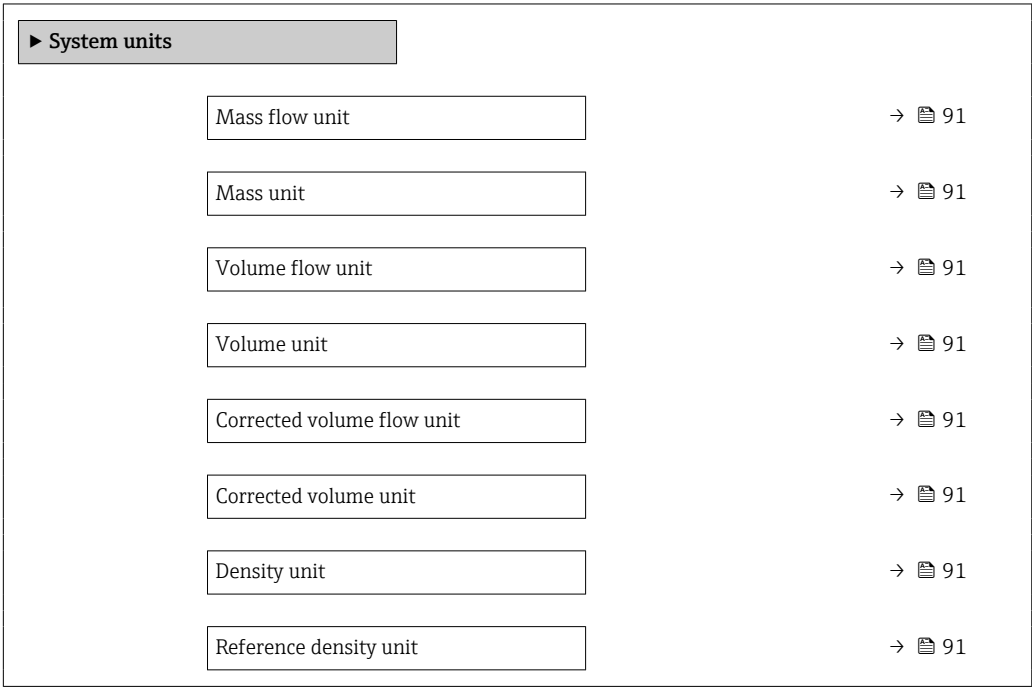 ▶ System units
Mass flow unit → 🖺 91
Mass unit → 🖺 91
Volume flow unit → 🖺 91
Volume unit → 🖺 91
Corrected volume flow unit → 🖺 91
Corrected volume unit → 🖺 91
Density unit → 🖺 91
Reference density unit → 🖺 91